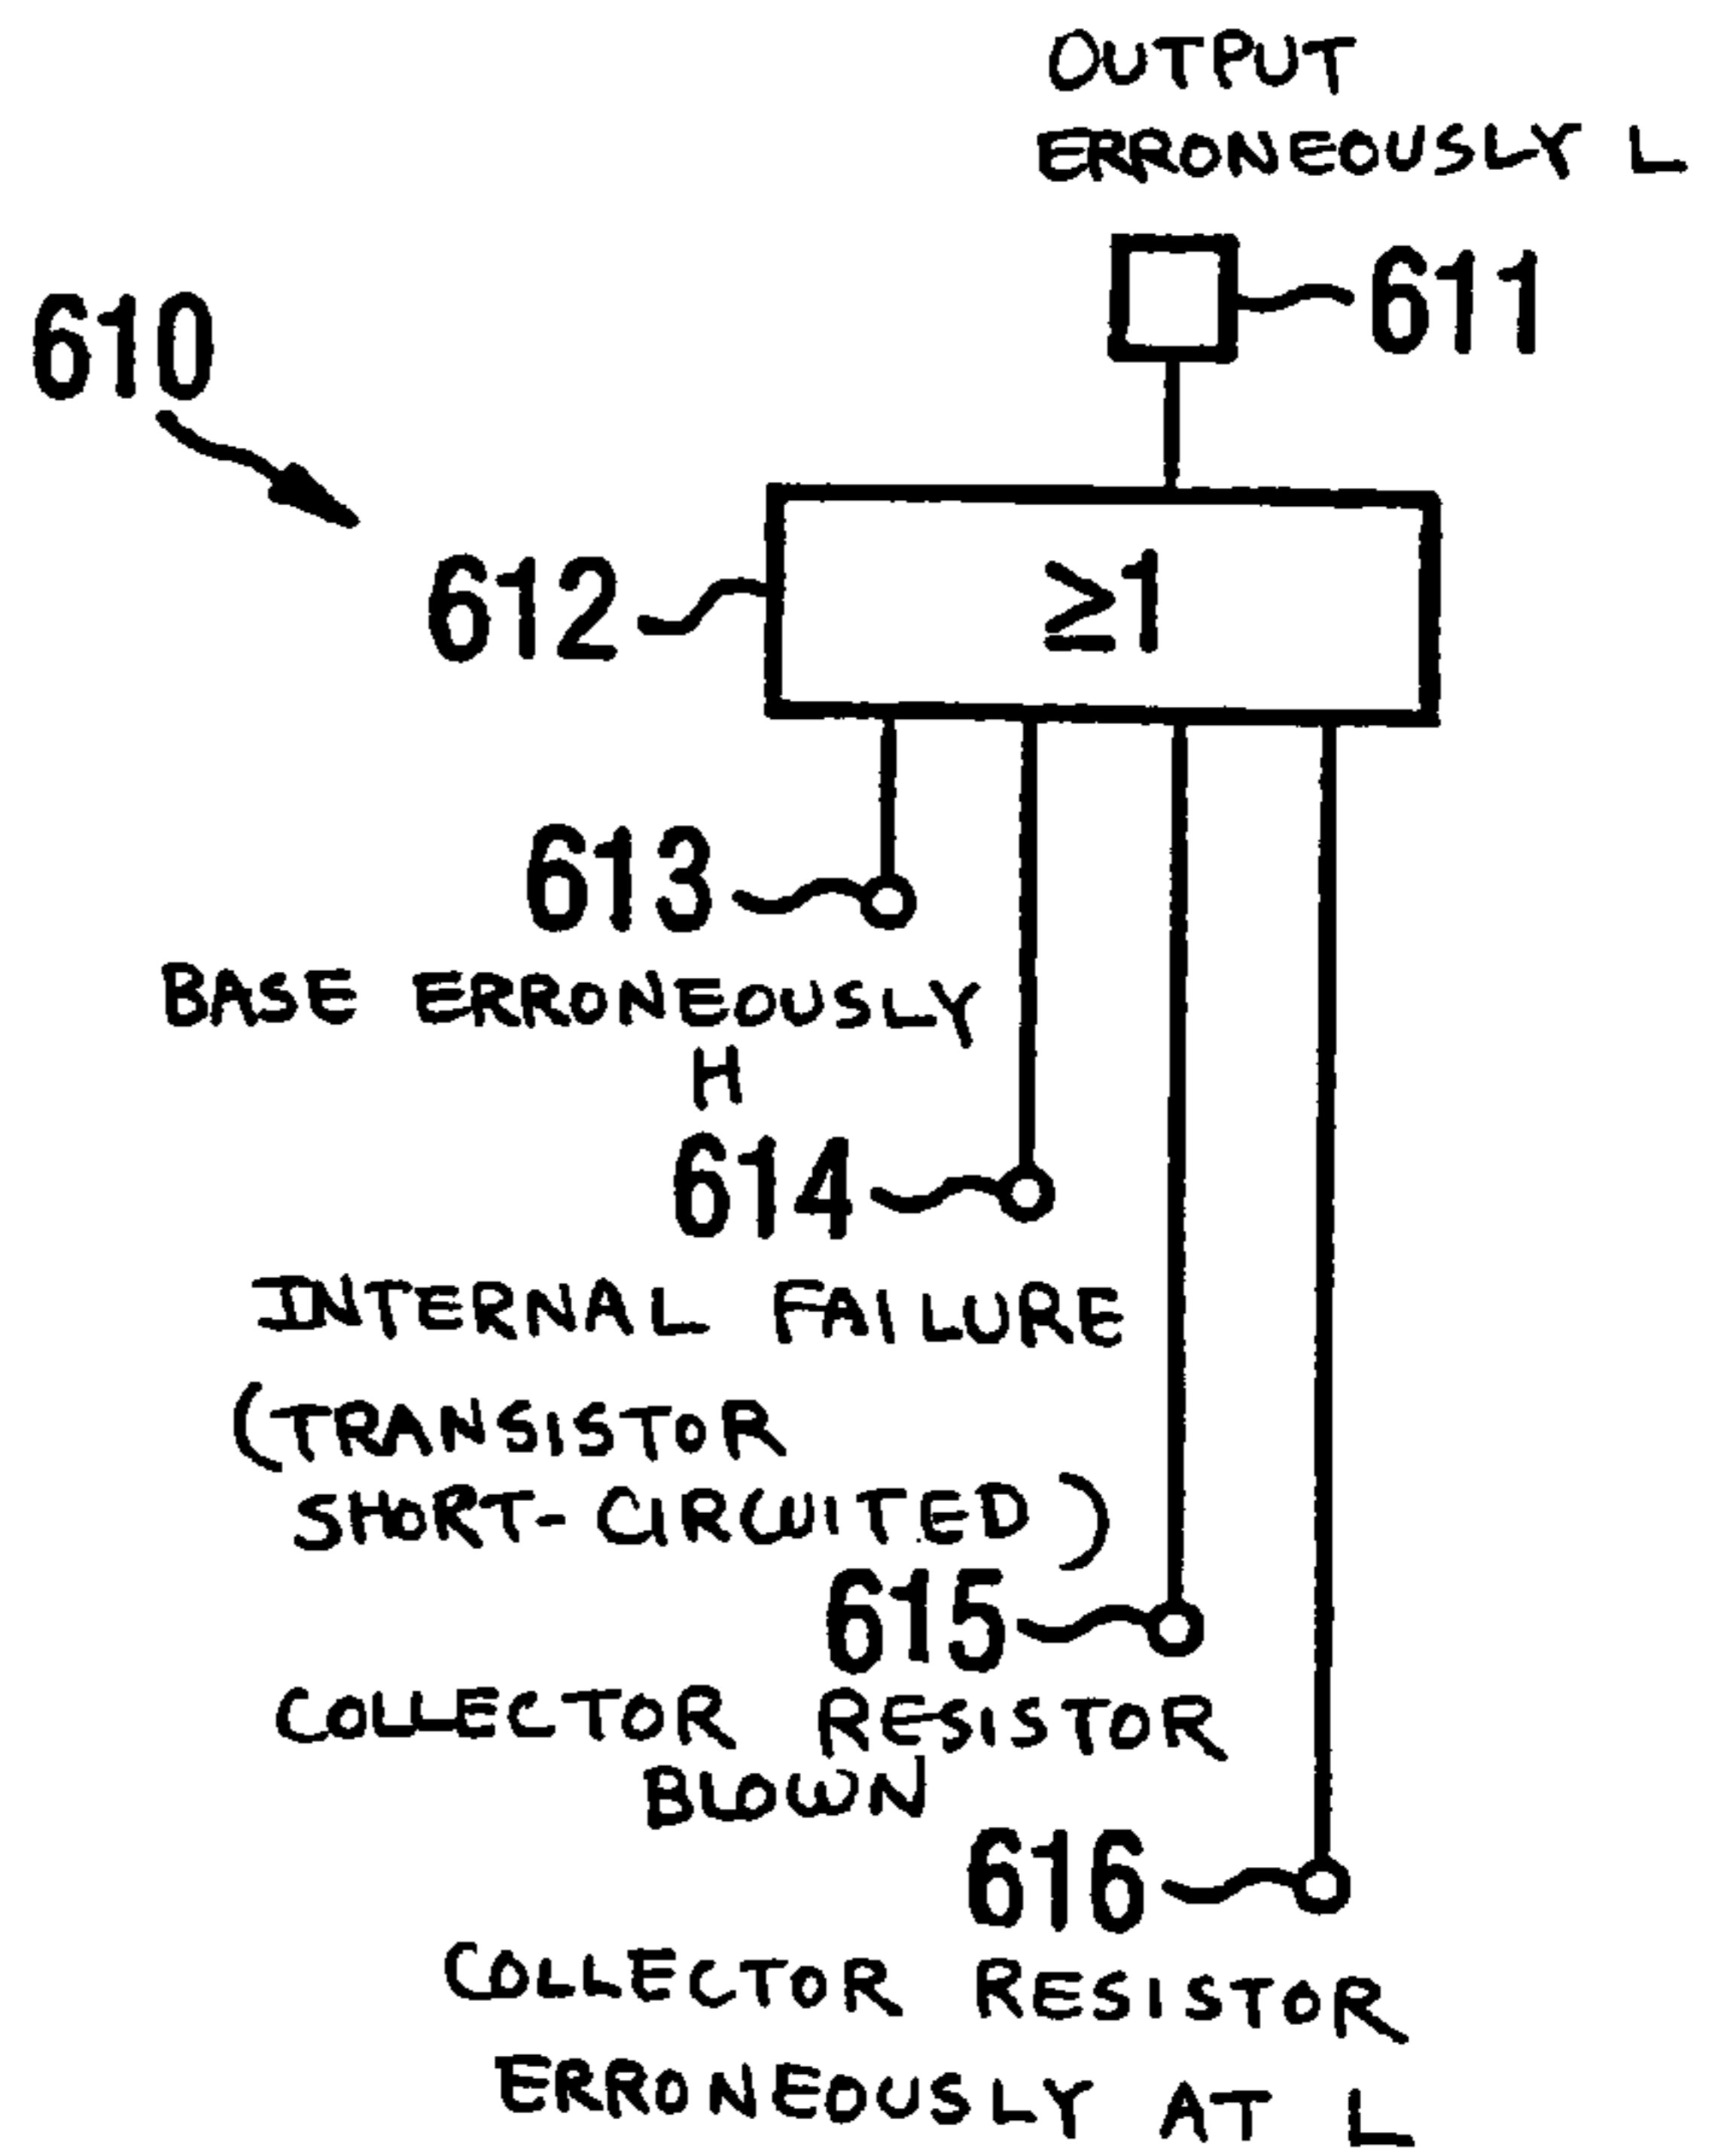 OUTPUT
ERRONEOUSLY L
611
610
612
≥1
613
BASE ERRONEOUSLY
H
614
INTERNAL FAILURE
(TRANSISTOR
SHORT-CIRCUITED)
615
COLLECTOR RESISTOR
BLOWN
616
COLLECTOR RESISTOR
ERRONEOUSLY AT L